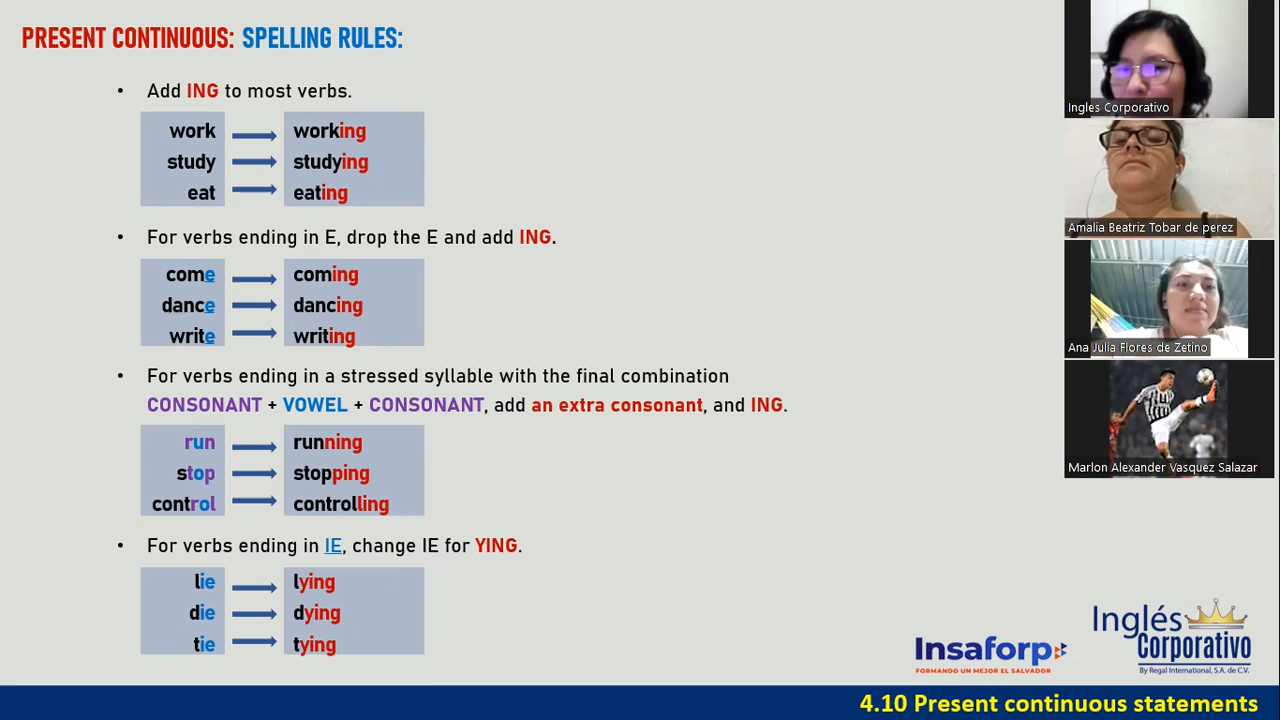 PRESENT CONTINUOUS: SPELLING RULES:
• Add ING to most verbs.
work → working
study → studying
eat → eating
• For verbs ending in E, drop the E and add ING.
come → coming
dance → dancing
write → writing
• For verbs ending in a stressed syllable with the final combination
CONSONANT + VOWEL + CONSONANT, add an extra consonant, and ING.
run → running
stop → stopping
control → controlling
• For verbs ending in IE, change IE for YING.
lie → lying
die → dying
tie → tying
Ingles Corporativo
Amalia Beatriz Tobar de perez
Ana Julia Flores de Zetino
Marlon Alexander Vasquez Salazar
Insaforp
FORMANDO UN MEJOR EL SALVADOR
Inglés
Corporativo
By Regal International, S.A. de C.V.
4.10 Present continuous statements